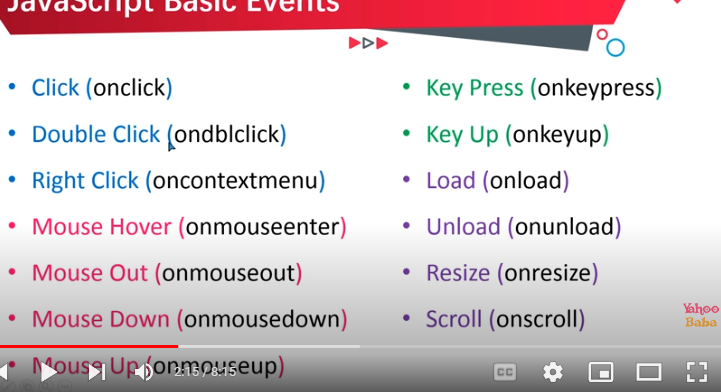 JavaScript Basic Events
• Click (onclick)
• Double Click (ondblclick)
• Right Click (oncontextmenu)
• Mouse Hover (onmouseenter)
• Mouse Out (onmouseout)
• Mouse Down (onmousedown)
• Mouse Up (onmouseup)
• Key Press (onkeypress)
• Key Up (onkeyup)
• Load (onload)
• Unload (onunload)
• Resize (onresize)
• Scroll (onscroll)
Yahoo
Baba
2:15 / 8:15
CC